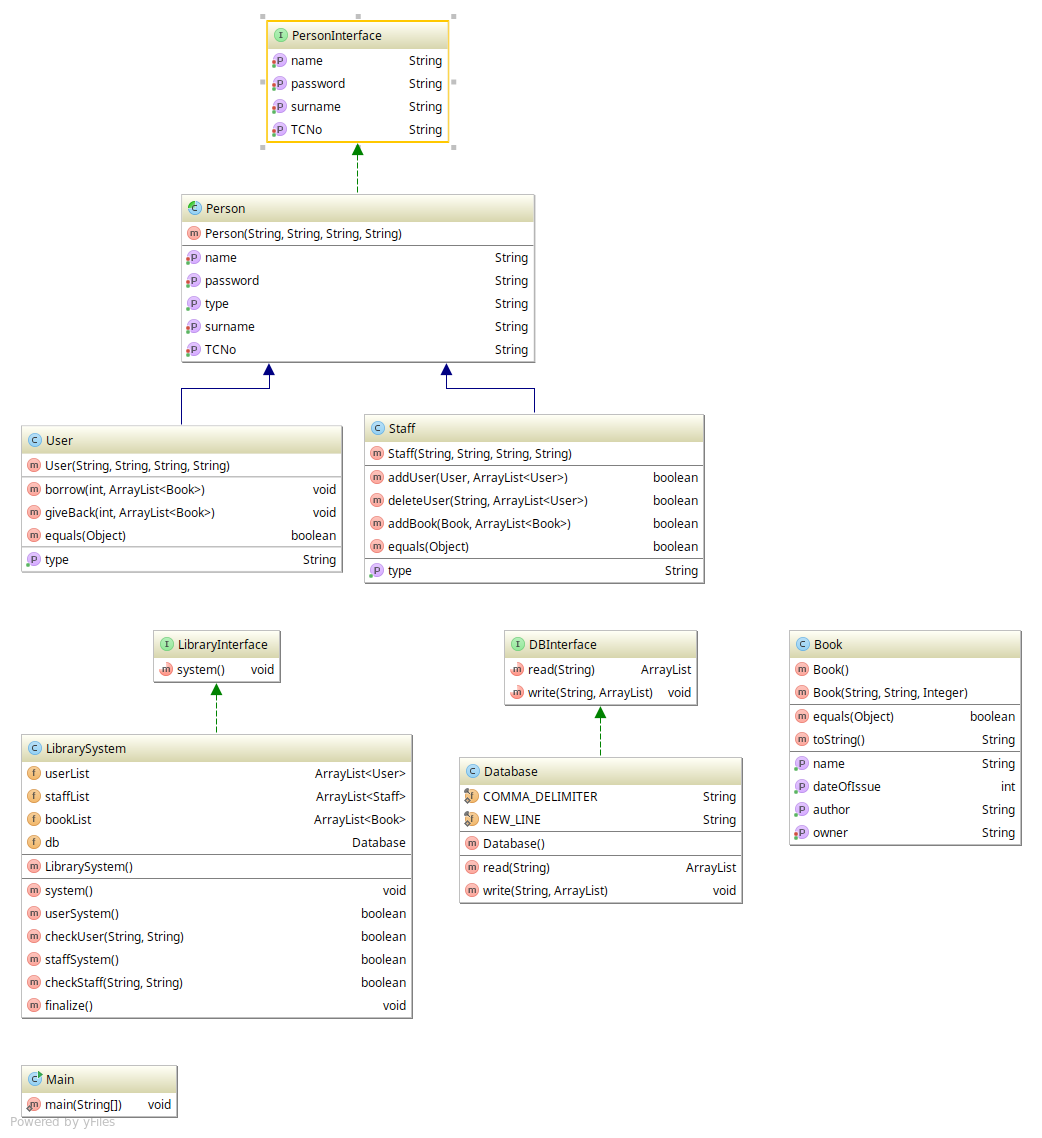 PersonInterface
name String
password String
surname String
TCNo String
Person
Person(String, String, String, String)
name String
password String
type String
surname String
TCNo String
User
User(String, String, String, String)
borrow(int, ArrayList<Book>) void
giveBack(int, ArrayList<Book>) void
equals(Object) boolean
type String
Staff
Staff(String, String, String, String)
addUser(User, ArrayList<User>) boolean
deleteUser(String, ArrayList<User>) boolean
addBook(Book, ArrayList<Book>) boolean
equals(Object) boolean
type String
LibraryInterface
system() void
DBInterface
read(String) ArrayList
write(String, ArrayList) void
Book
Book()
Book(String, String, Integer)
equals(Object) boolean
toString() String
name String
dateOfIssue int
author String
owner String
LibrarySystem
userList ArrayList<User>
staffList ArrayList<Staff>
bookList ArrayList<Book>
db Database
LibrarySystem()
system() void
userSystem() boolean
checkUser(String, String) boolean
staffSystem() boolean
checkStaff(String, String) boolean
finalize() void
Database
COMMA_DELIMITER String
NEW_LINE String
Database()
read(String) ArrayList
write(String, ArrayList) void
Main
main(String[]) void
Powered by yFiles